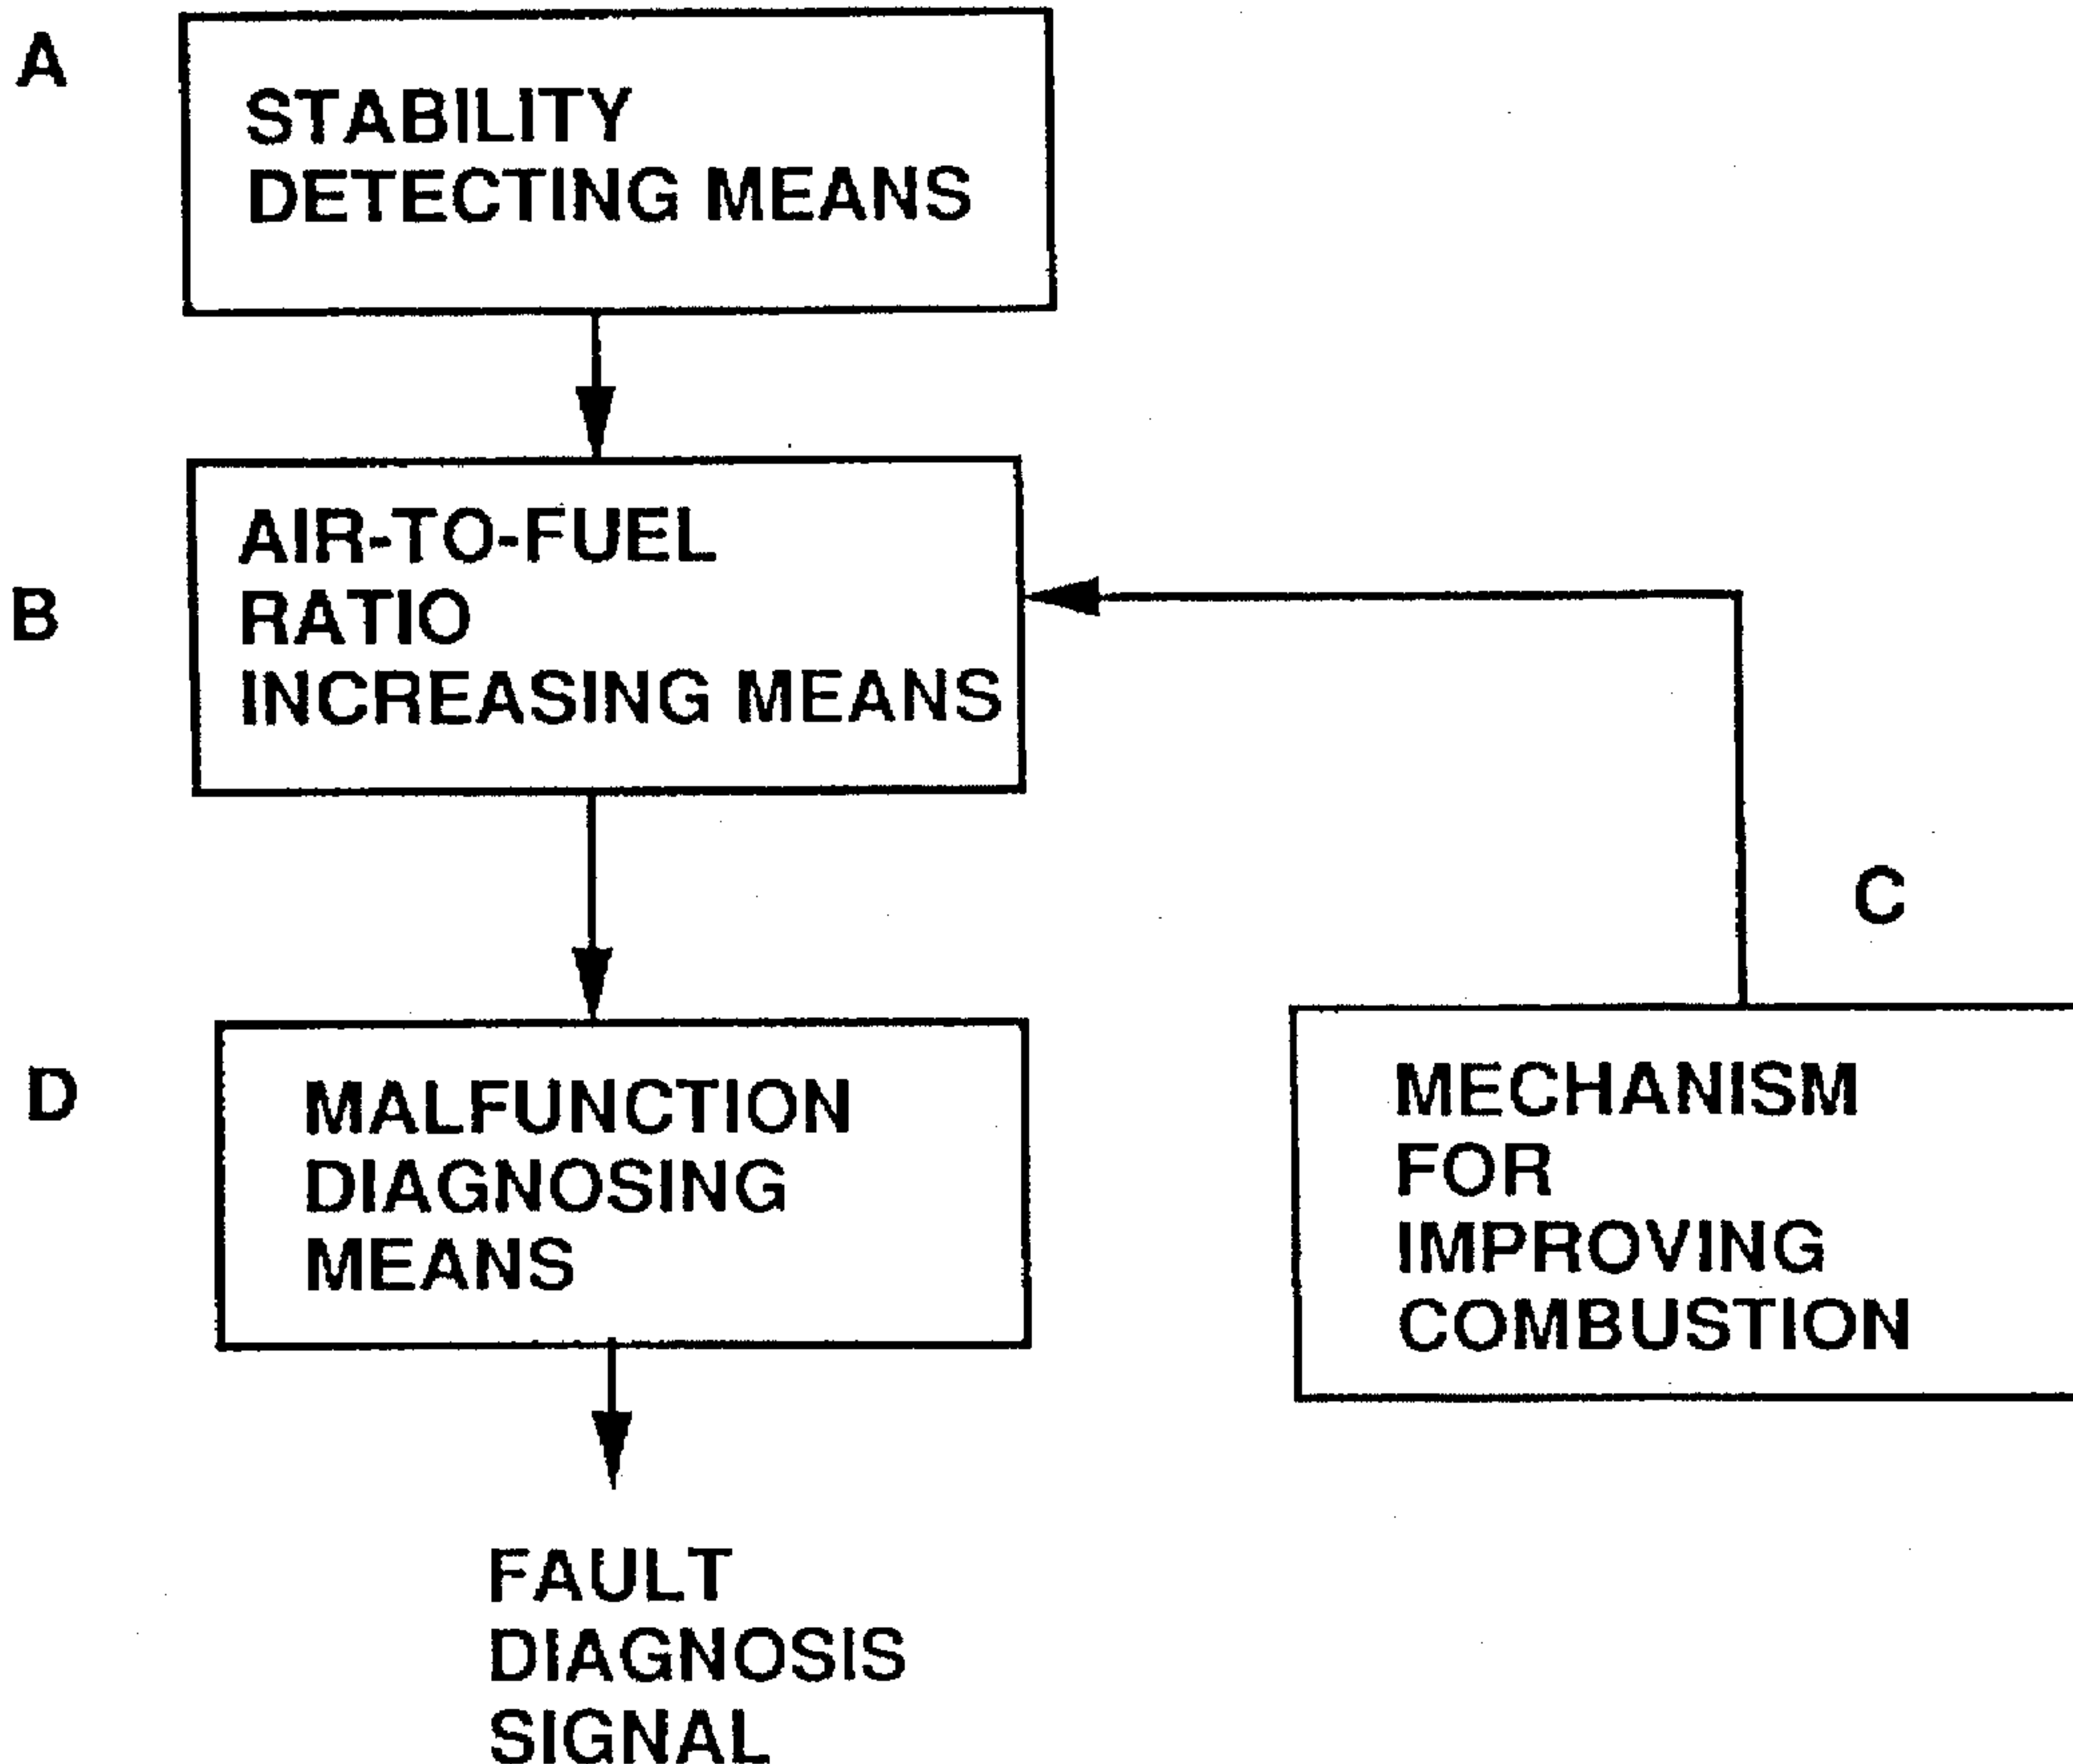 A
STABILITY
DETECTING MEANS
B
AIR-TO-FUEL
RATIO
INCREASING MEANS
C
D
MALFUNCTION
DIAGNOSING
MEANS
MECHANISM
FOR
IMPROVING
COMBUSTION
FAULT
DIAGNOSIS
SIGNAL